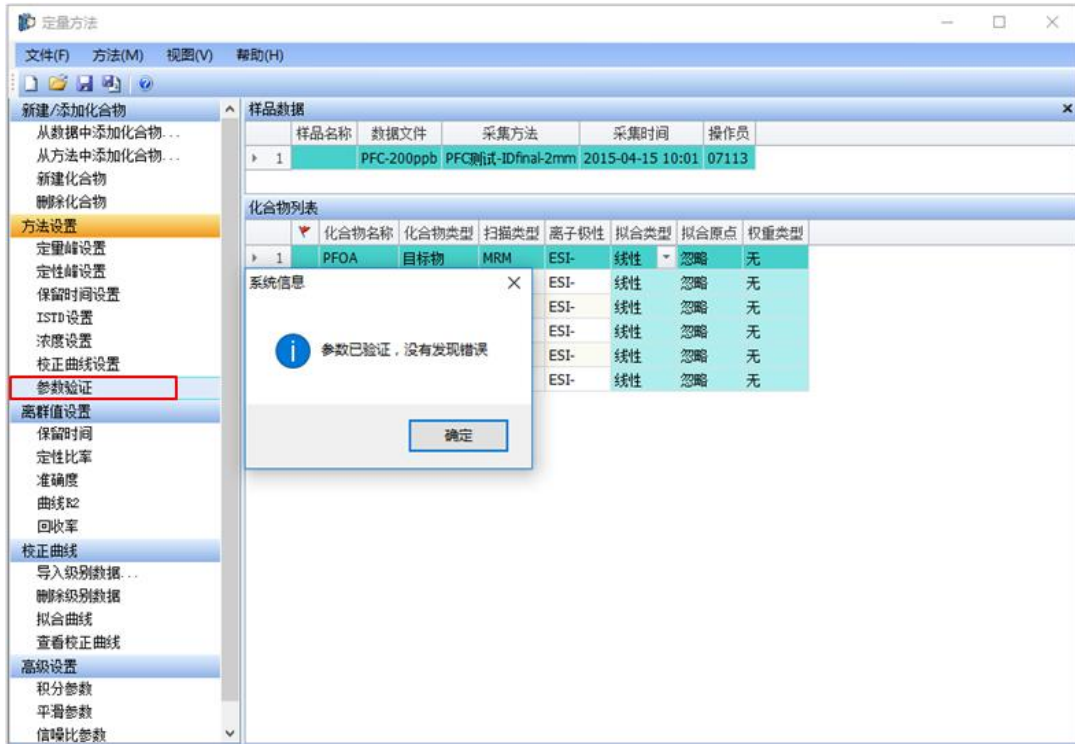 定量方法
文件(F) 方法(M) 视图(V) 帮助(H)
新建/添加化合物
从数据中添加化合物...
从方法中添加化合物...
新建化合物
删除化合物
方法设置
定量峰设置
定性峰设置
保留时间设置
ISTD设置
浓度设置
校正曲线设置
参数验证
离群值设置
保留时间
定性比率
准确度
曲线R2
回收率
校正曲线
导入级别数据...
删除级别数据
拟合曲线
查看校正曲线
高级设置
积分参数
平滑参数
信噪比参数
样品数据
样品名称 数据文件 采集方法 采集时间 操作员
1 PFC-200ppb PFC测试-IDfinal-2mm 2015-04-15 10:01 07113
化合物列表
化合物名称 化合物类型 扫描类型 离子极性 拟合类型 拟合原点 权重类型
1 PFOA 目标物 MRM ESI- 线性 忽略 无
ESI- 线性 忽略 无
ESI- 线性 忽略 无
ESI- 线性 忽略 无
ESI- 线性 忽略 无
ESI- 线性 忽略 无
系统信息
参数已验证，没有发现错误
确定